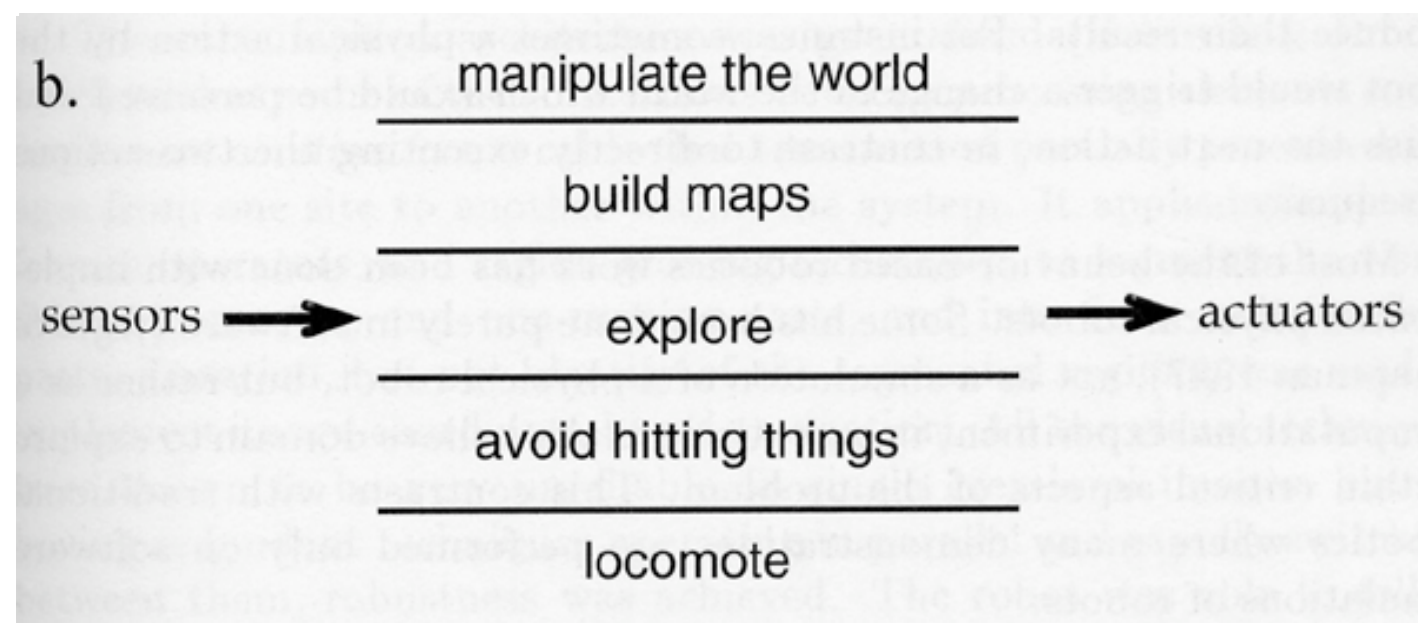 b.
manipulate the world
build maps
sensors
explore
actuators
avoid hitting things
locomote